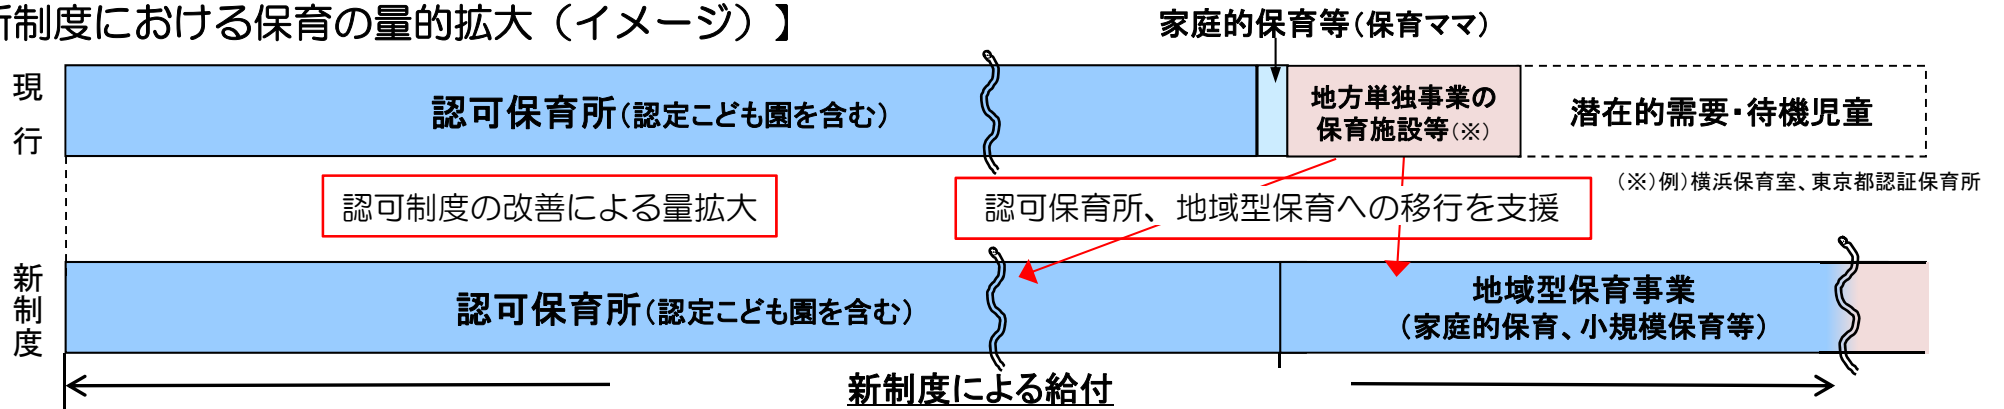 新制度における保育の量的拡大（イメージ）】
家庭的保育等（保育ママ）
現行
認可保育所（認定こども園を含む）
地方単独事業の
保育施設等（※）
潜在的需要・待機児童
（※）例）横浜保育室、東京都認証保育所
認可制度の改善による量拡大
認可保育所、地域型保育への移行を支援
新制度
認可保育所（認定こども園を含む）
地域型保育事業
（家庭的保育、小規模保育等）
新制度による給付